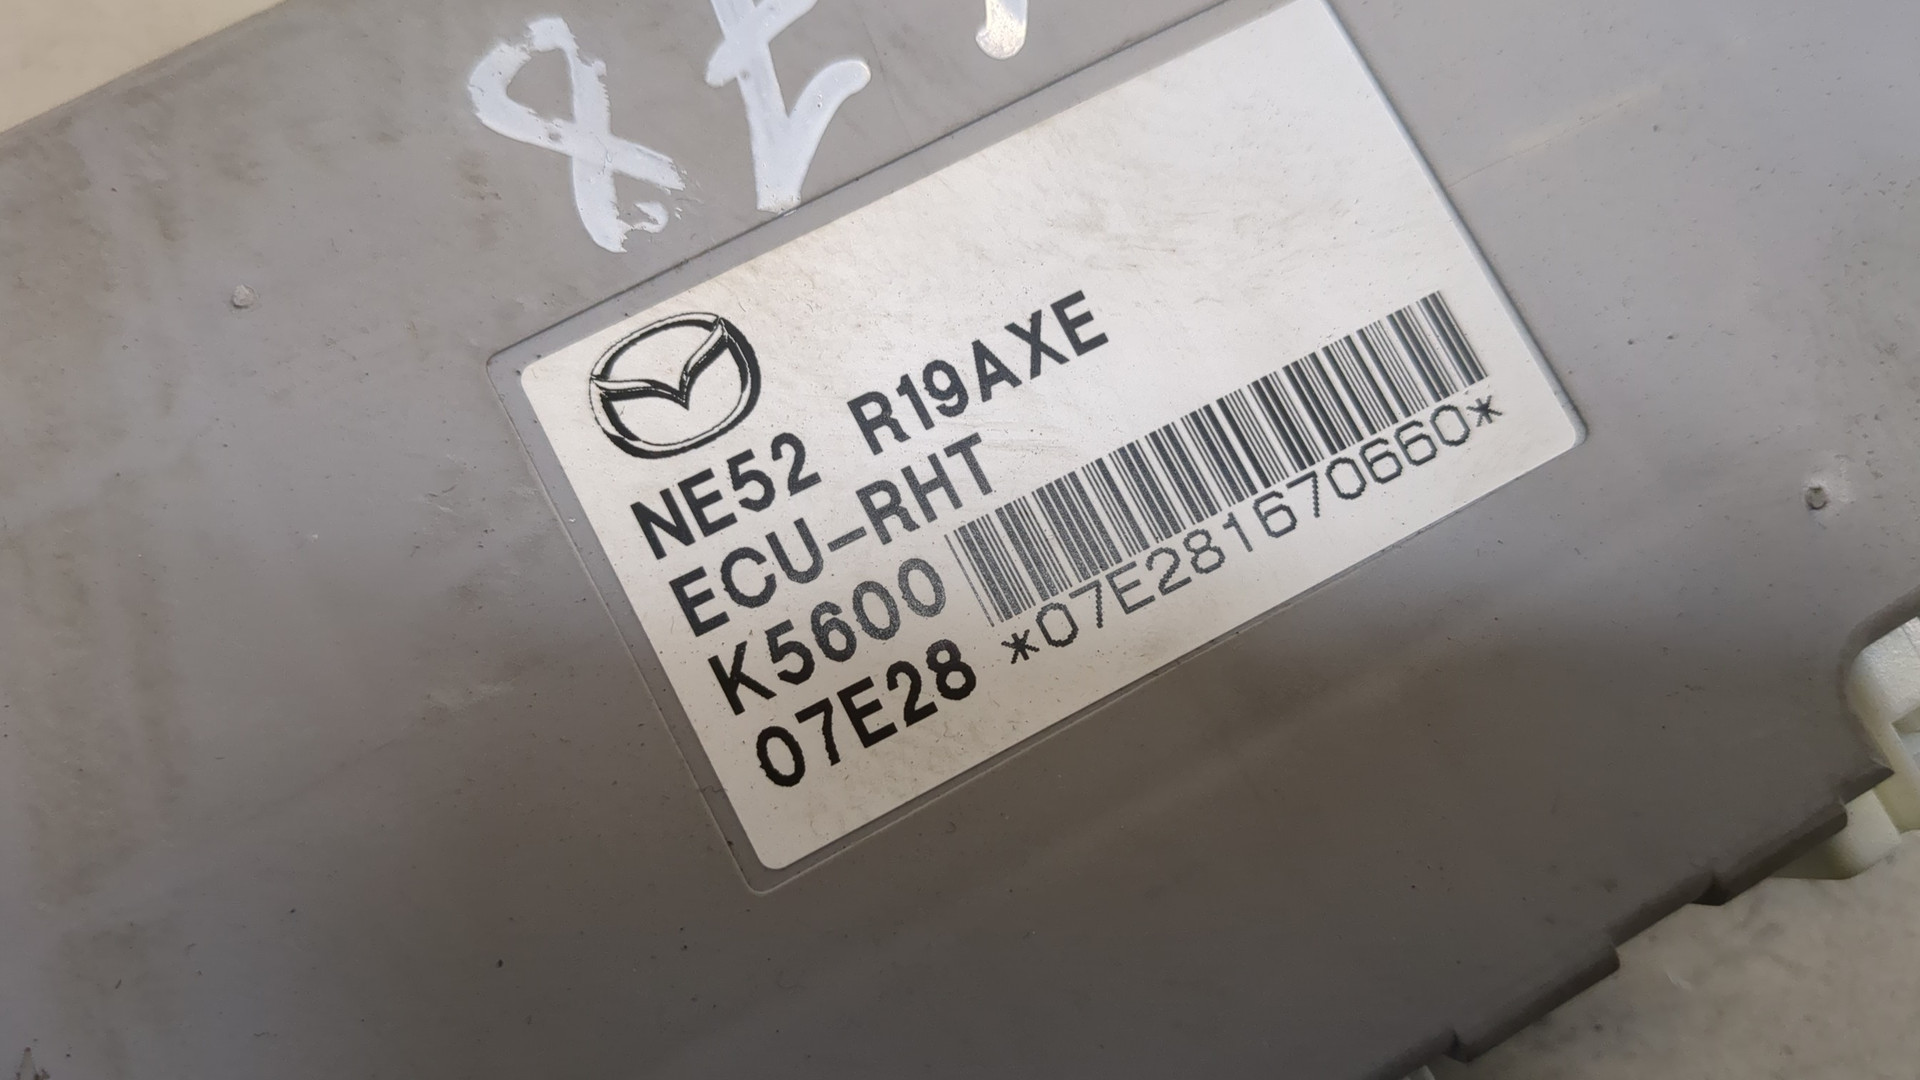 NE52 R19AXE
ECU-RHT
K5600
07E28 *07E281670660*